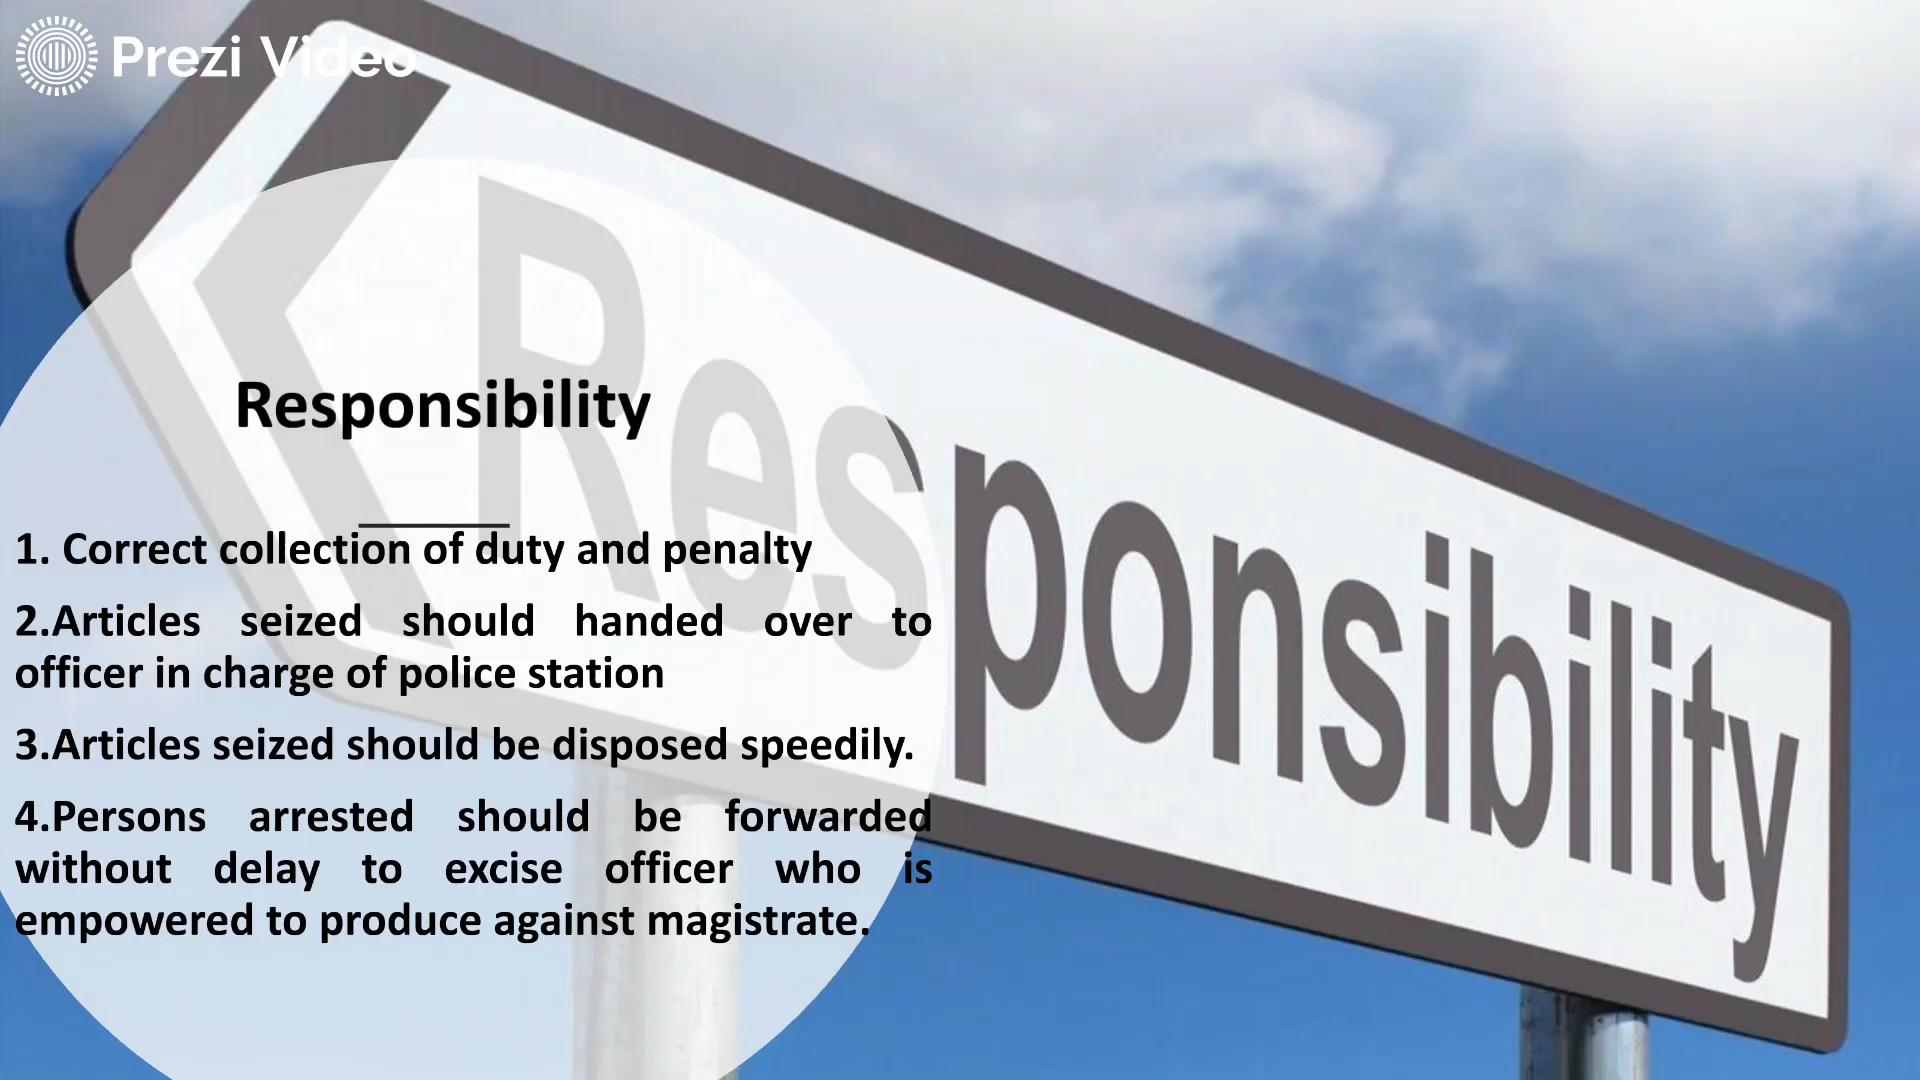 Prezi Video
Responsibility
Responsibility
1. Correct collection of duty and penalty
2.Articles seized should handed over to
officer in charge of police station
3.Articles seized should be disposed speedily.
4.Persons arrested should be forwarded
without delay to excise officer who is
empowered to produce against magistrate.